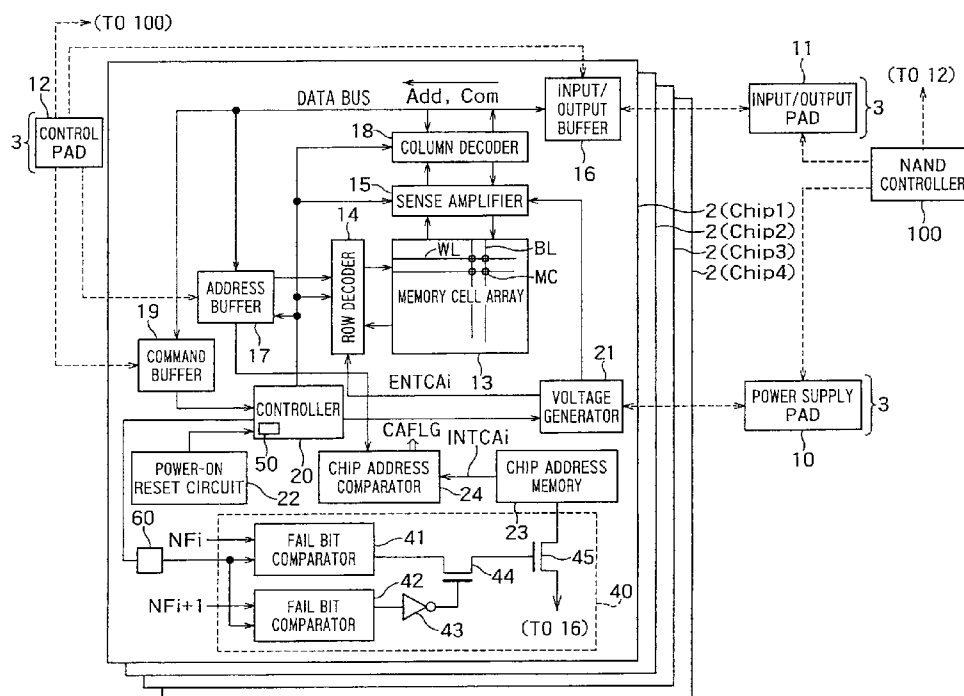 (TO 100)
12
3
CONTROL
PAD
DATA BUS
Add, Com
INPUT/
OUTPUT
BUFFER
16
11
INPUT/OUTPUT
PAD
3
(TO 12)
NAND
CONTROLLER
100
18
COLUMN DECODER
15
SENSE AMPLIFIER
14
ROW DECODER
WL
BL
MC
MEMORY CELL ARRAY
13
2(Chip1)
2(Chip2)
2(Chip3)
2(Chip4)
ADDRESS
BUFFER
17
19
COMMAND
BUFFER
ENTCAi
21
VOLTAGE
GENERATOR
POWER SUPPLY
PAD
3
10
CONTROLLER
50
20
CAFLG
INTCAi
POWER-ON
RESET CIRCUIT
22
CHIP ADDRESS
COMPARATOR
24
CHIP ADDRESS
MEMORY
23
60
NFi
FAIL BIT
COMPARATOR
41
44
45
NFi+1
FAIL BIT
COMPARATOR
42
43
40
(TO 16)